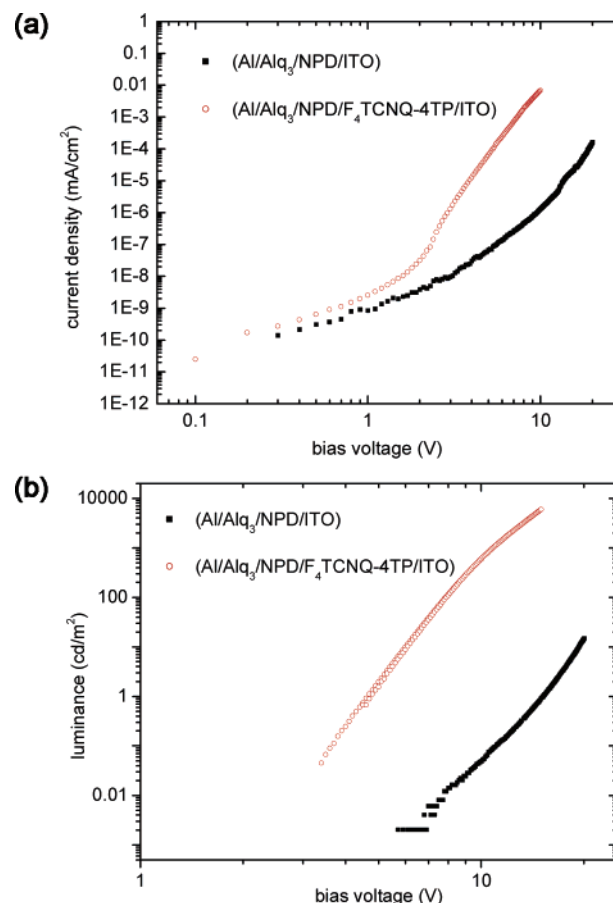 (a)
1
0.1
0.01
1E-3
1E-4
1E-5
1E-6
1E-7
1E-8
1E-9
1E-10
1E-11
1E-12
current density (mA/cm²)
(Al/Alq₃/NPD/ITO)
(Al/Alq₃/NPD/F₄TCNQ-4TP/ITO)
0.1 1 10
bias voltage (V)
(b)
10000
100
1
0.01
luminance (cd/m²)
(Al/Alq₃/NPD/ITO)
(Al/Alq₃/NPD/F₄TCNQ-4TP/ITO)
1 10
bias voltage (V)